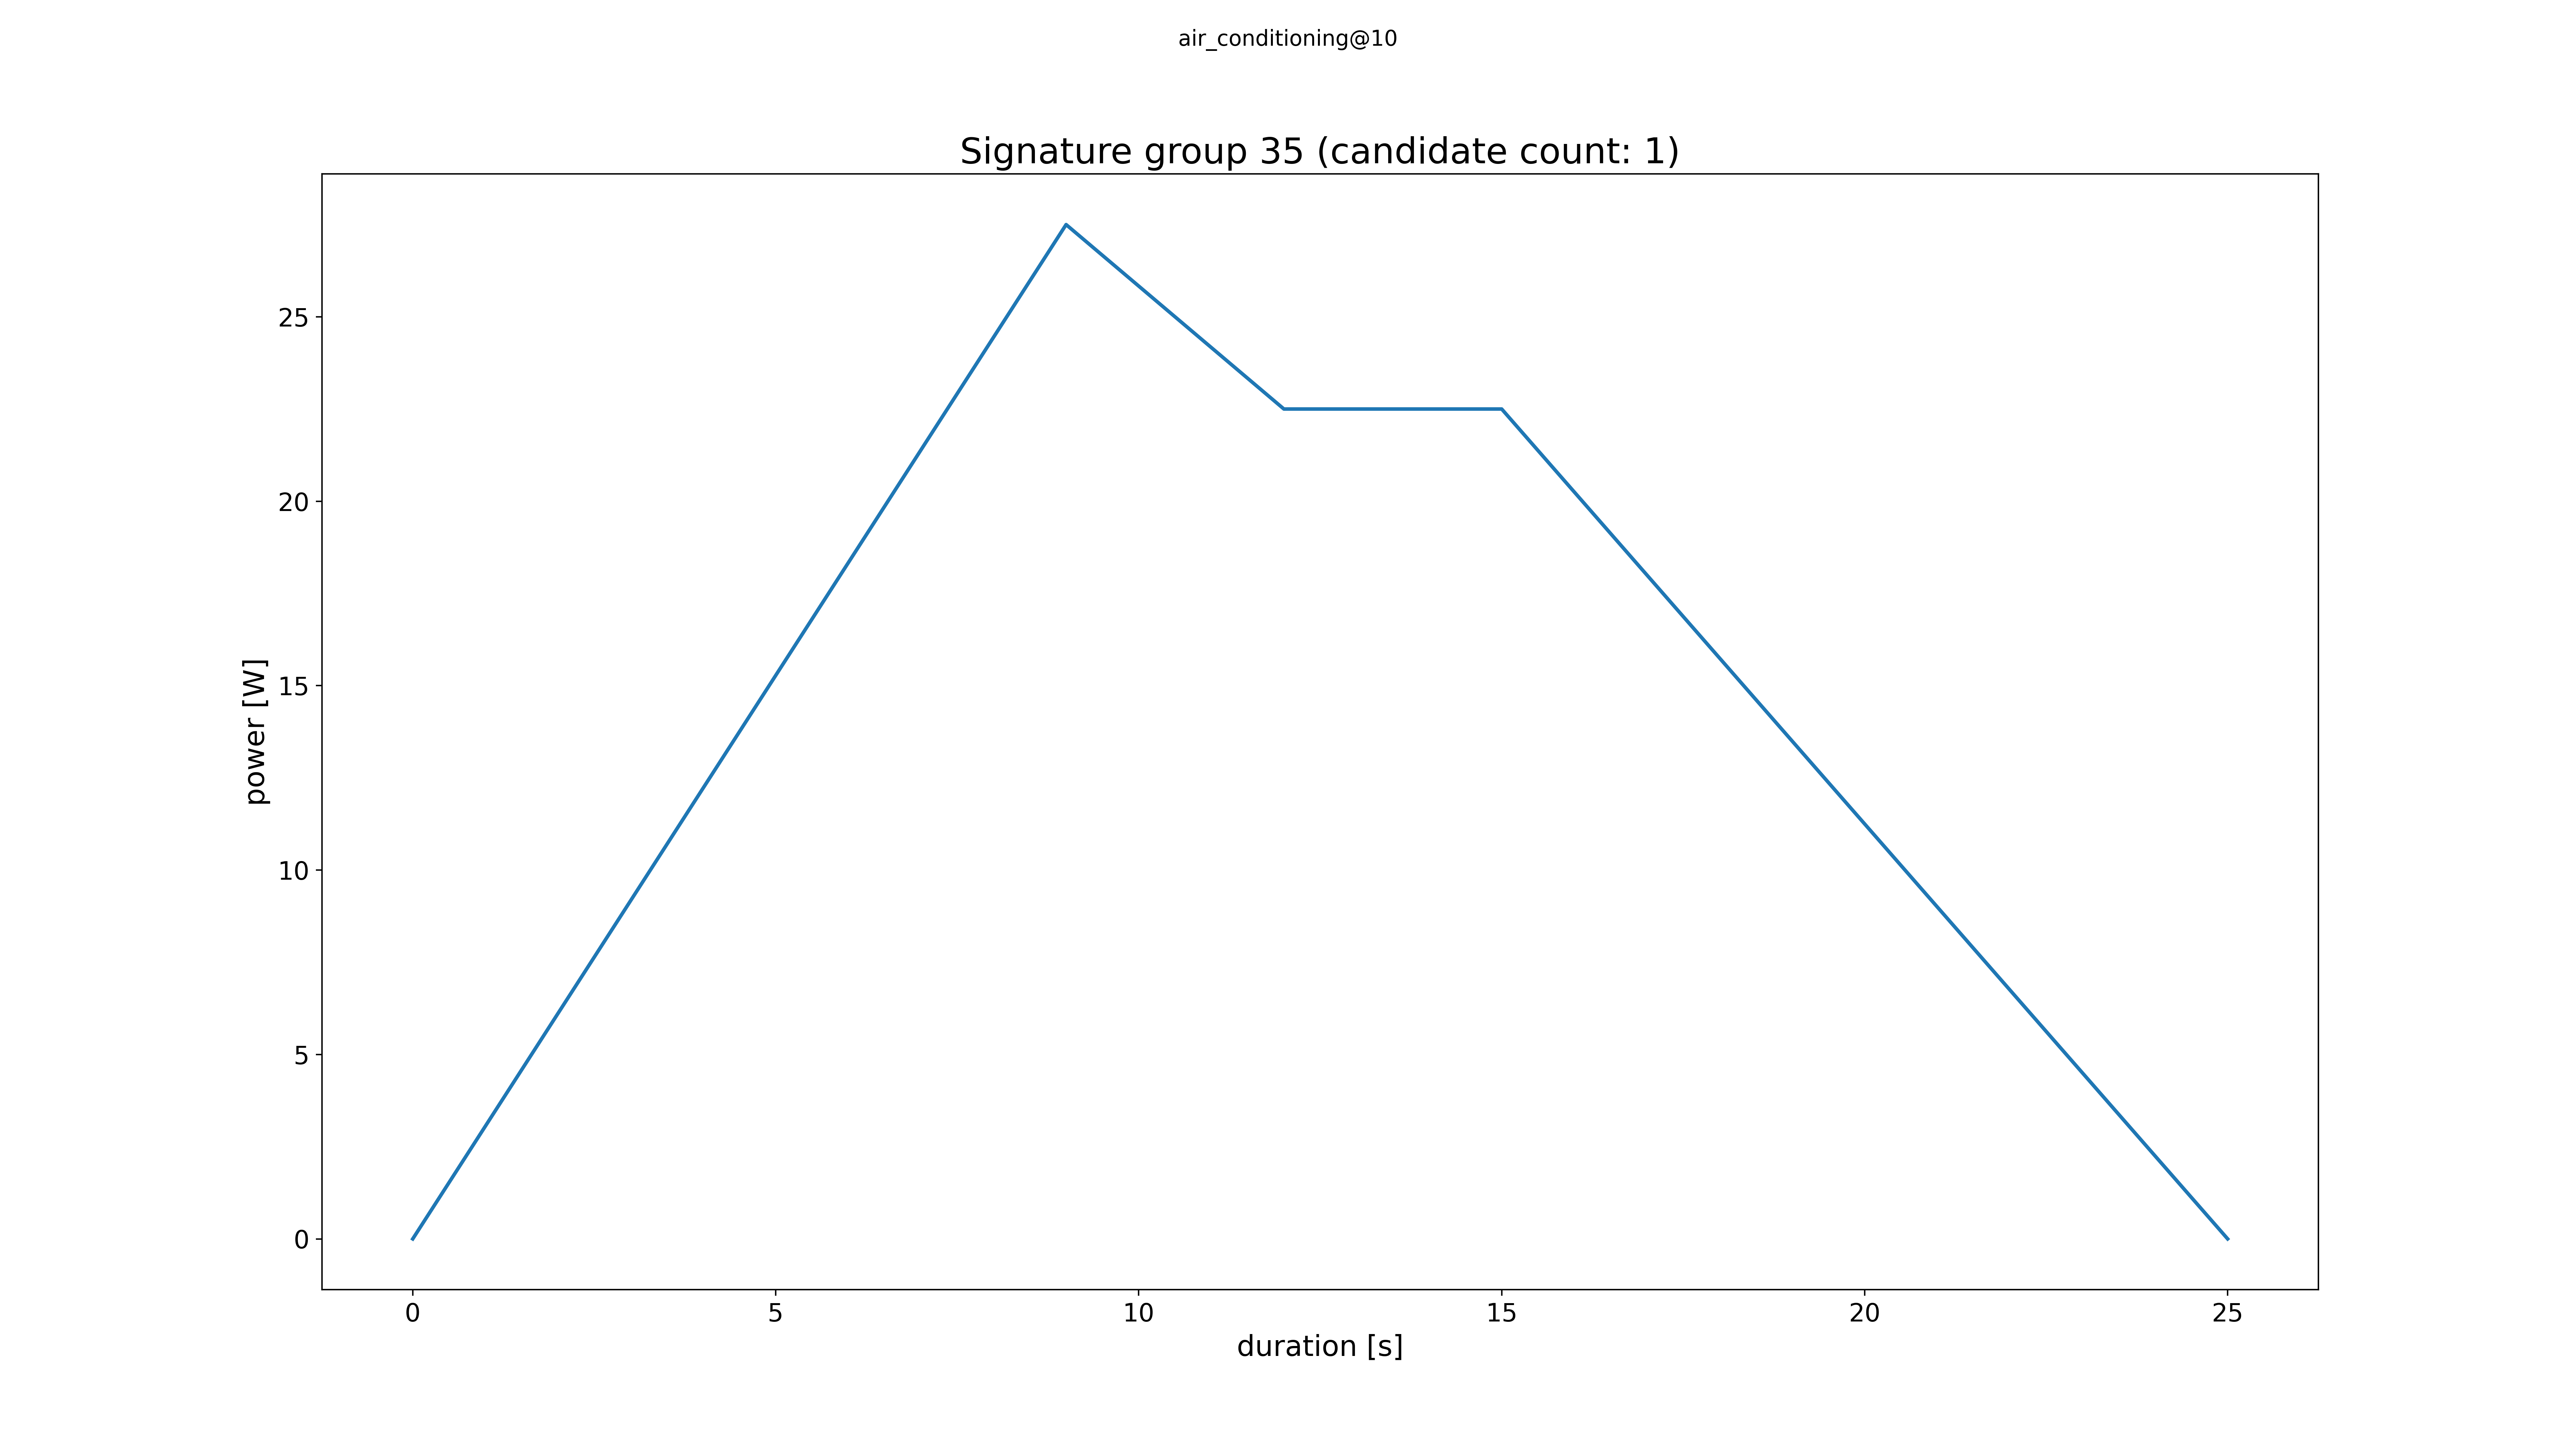 air_conditioning@10
Signature group 35 (candidate count: 1)
25
20
15
10
5
0
power [W]
0 5 10 15 20 25
duration [s]